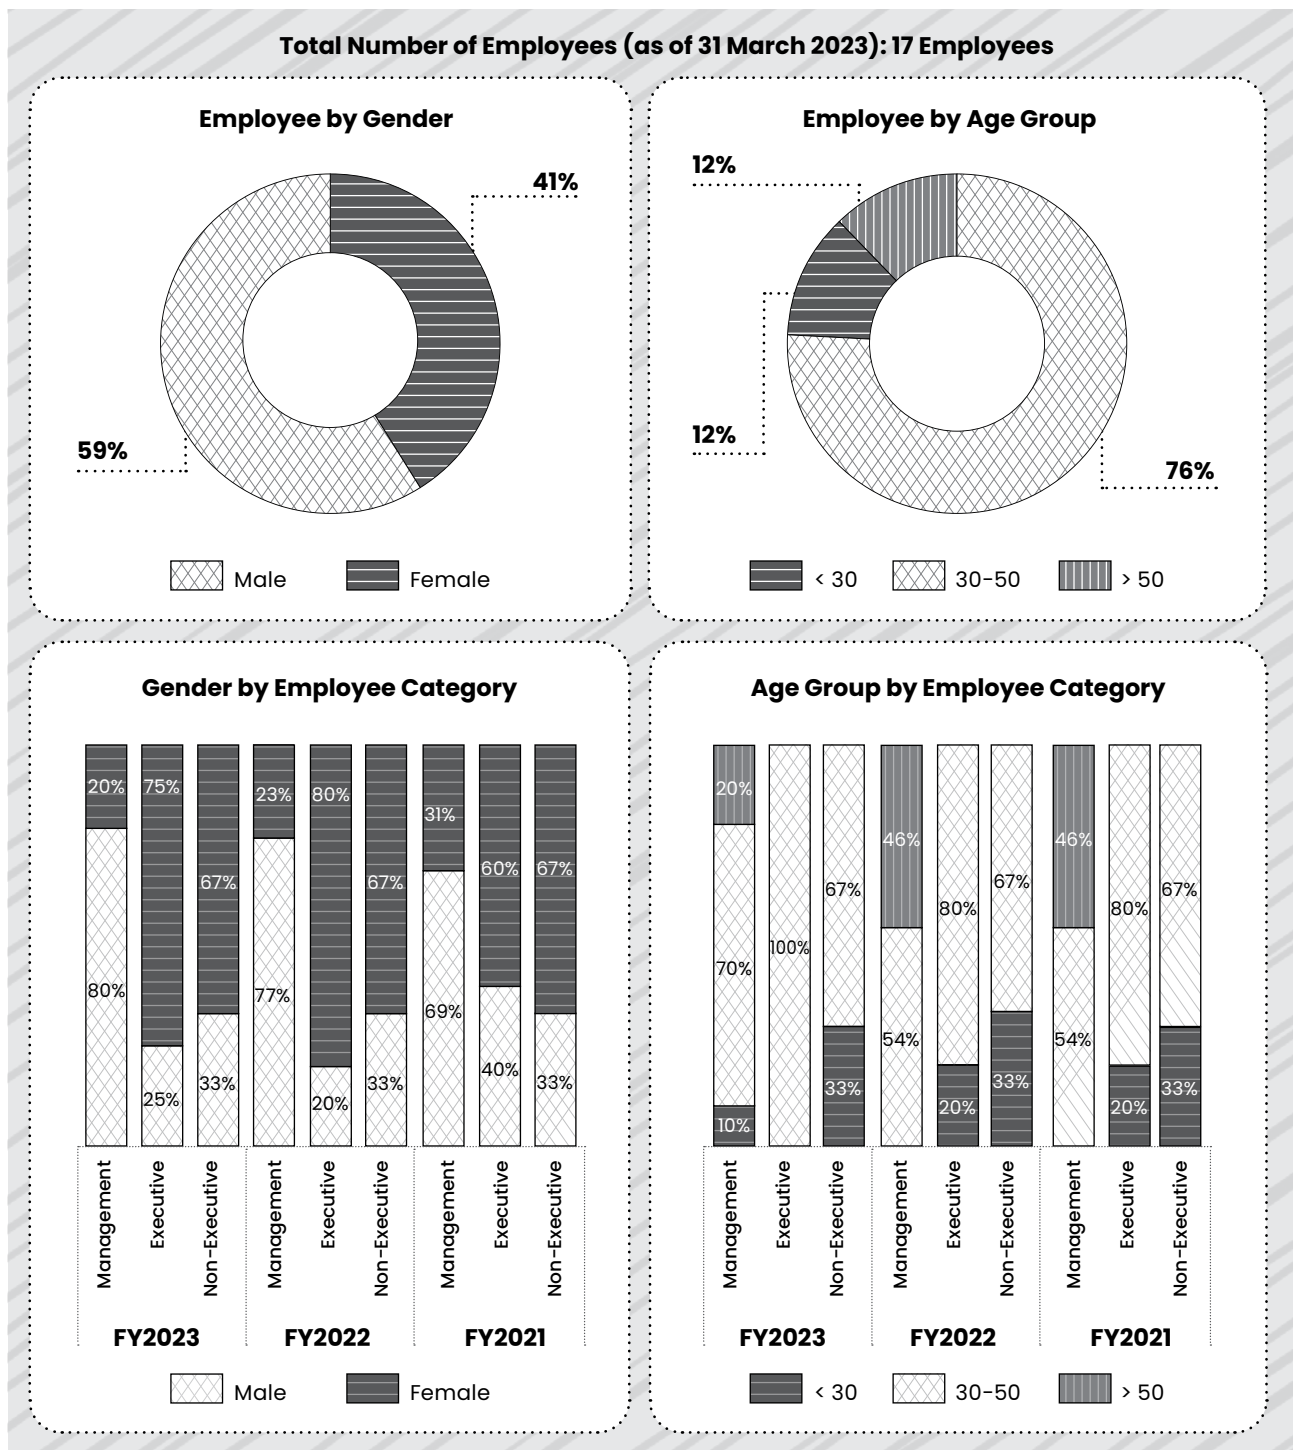 Total Number of Employees (as of 31 March 2023): 17 Employees
Employee by Gender
41%
59%
Male
Female
Employee by Age Group
12%
12%
76%
< 30
30-50
> 50
Gender by Employee Category
20%
75%
67%
23%
80%
67%
31%
60%
67%
80%
25%
33%
77%
20%
33%
69%
40%
33%
Management
Executive
Non-Executive
Management
Executive
Non-Executive
Management
Executive
Non-Executive
FY2023
FY2022
FY2021
Male
Female
Age Group by Employee Category
20%
70%
10%
100%
67%
33%
46%
54%
80%
20%
67%
33%
46%
54%
80%
20%
67%
33%
Management
Executive
Non-Executive
Management
Executive
Non-Executive
Management
Executive
Non-Executive
FY2023
FY2022
FY2021
< 30
30-50
> 50